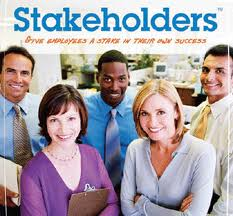 Stakeholders™
GIVE EMPLOYEES A STAKE IN THEIR OWN SUCCESS